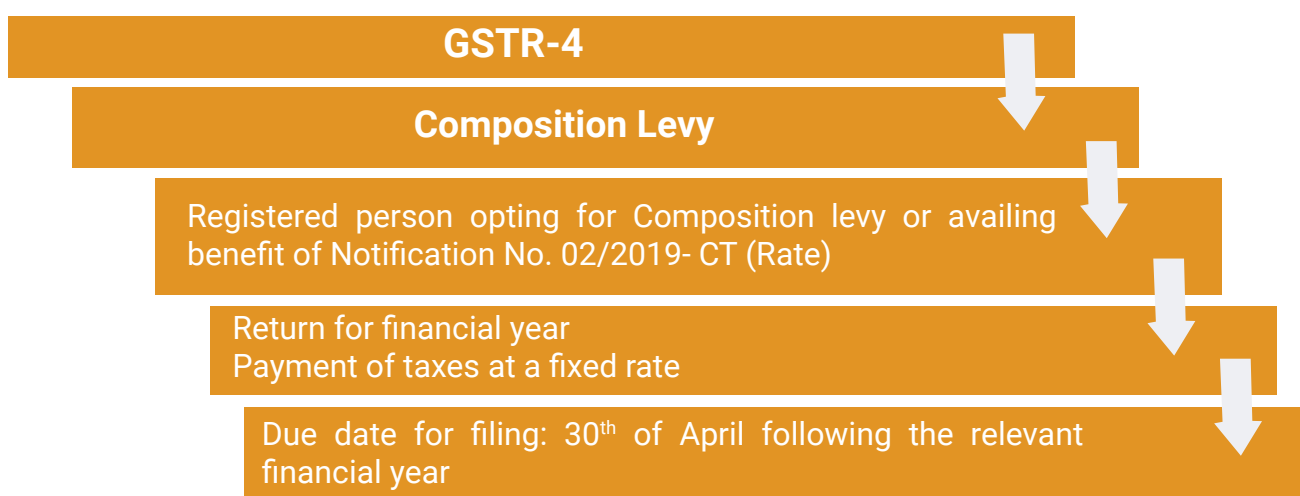 GSTR-4
Composition Levy
Registered person opting for Composition levy or availing
benefit of Notification No. 02/2019- CT (Rate)
Return for financial year
Payment of taxes at a fixed rate
Due date for filing: 30th of April following the relevant
financial year